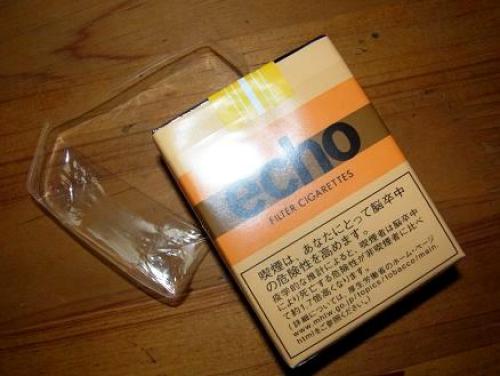 echo
FILTER CIGARETTES
喫煙は、あなたにとって脳卒中
の危険性を高めます。
疫学的な推計によると、喫煙者は脳卒中
により死亡する危険性が非喫煙者に比べ
て約1.7倍高くなります。
(詳細については、厚生労働省のホーム・ページ
www.mhlw.go.jp/topics/tobacco/main.
htmlをご参照ください。)